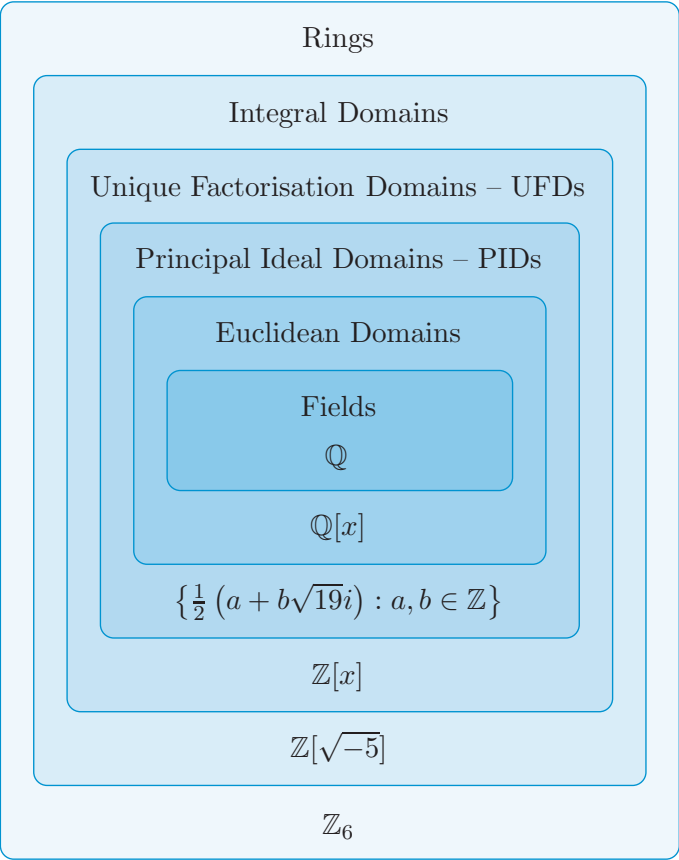 Rings
Integral Domains
Unique Factorisation Domains – UFDs
Principal Ideal Domains – PIDs
Euclidean Domains
Fields
ℚ
ℚ[x]
{½ (a + b√19i) : a, b ∈ ℤ}
ℤ[x]
ℤ[√−5]
ℤ₆